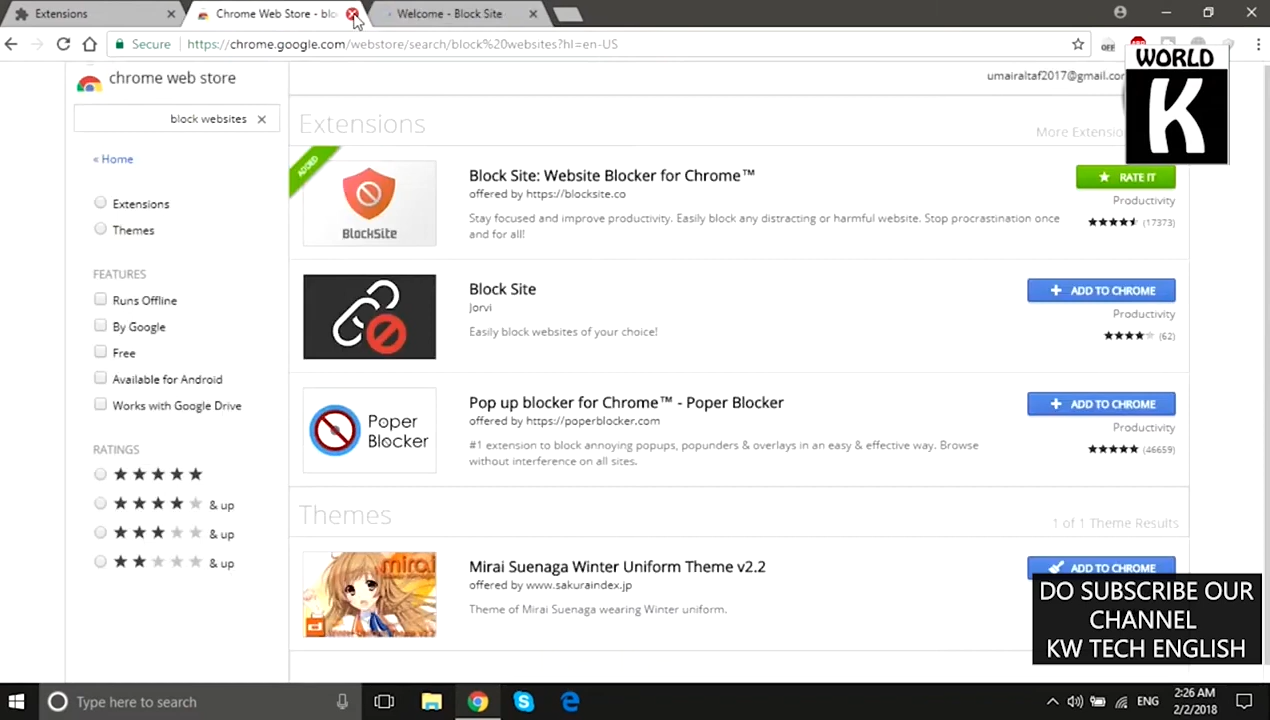 Extensions
Chrome Web Store - blo
Welcome - Block Site
Secure
https://chrome.google.com/webstore/search/block%20websites?hl=en-US
WORLD
K
chrome web store
umairaltaf2017@gmail.com
block websites
« Home
Extensions
Themes
FEATURES
Runs Offline
By Google
Free
Available for Android
Works with Google Drive
RATINGS
& up
& up
& up
Extensions
More Extensio
ADDED
BlockSite
Block Site: Website Blocker for Chrome™
offered by https://blocksite.co
Stay focused and improve productivity. Easily block any distracting or harmful website. Stop procrastination once
and for all!
RATE IT
Productivity
(17373)
Block Site
Jorvi
Easily block websites of your choice!
ADD TO CHROME
Productivity
(62)
Poper
Blocker
Pop up blocker for Chrome™ - Poper Blocker
offered by https://poperblocker.com
#1 extension to block annoying popups, popunders & overlays in an easy & effective way. Browse
without interference on all sites.
ADD TO CHROME
Productivity
(46659)
Themes
1 of 1 Theme Results
mirai
Winter Uniform Theme v2.2
Mirai Suenaga Winter Uniform Theme v2.2
offered by www.sakuraindex.jp
Theme of Mirai Suenaga wearing Winter uniform.
ADD TO CHROME
DO SUBSCRIBE OUR
CHANNEL
KW TECH ENGLISH
Type here to search
ENG
2:26 AM
2/2/2018